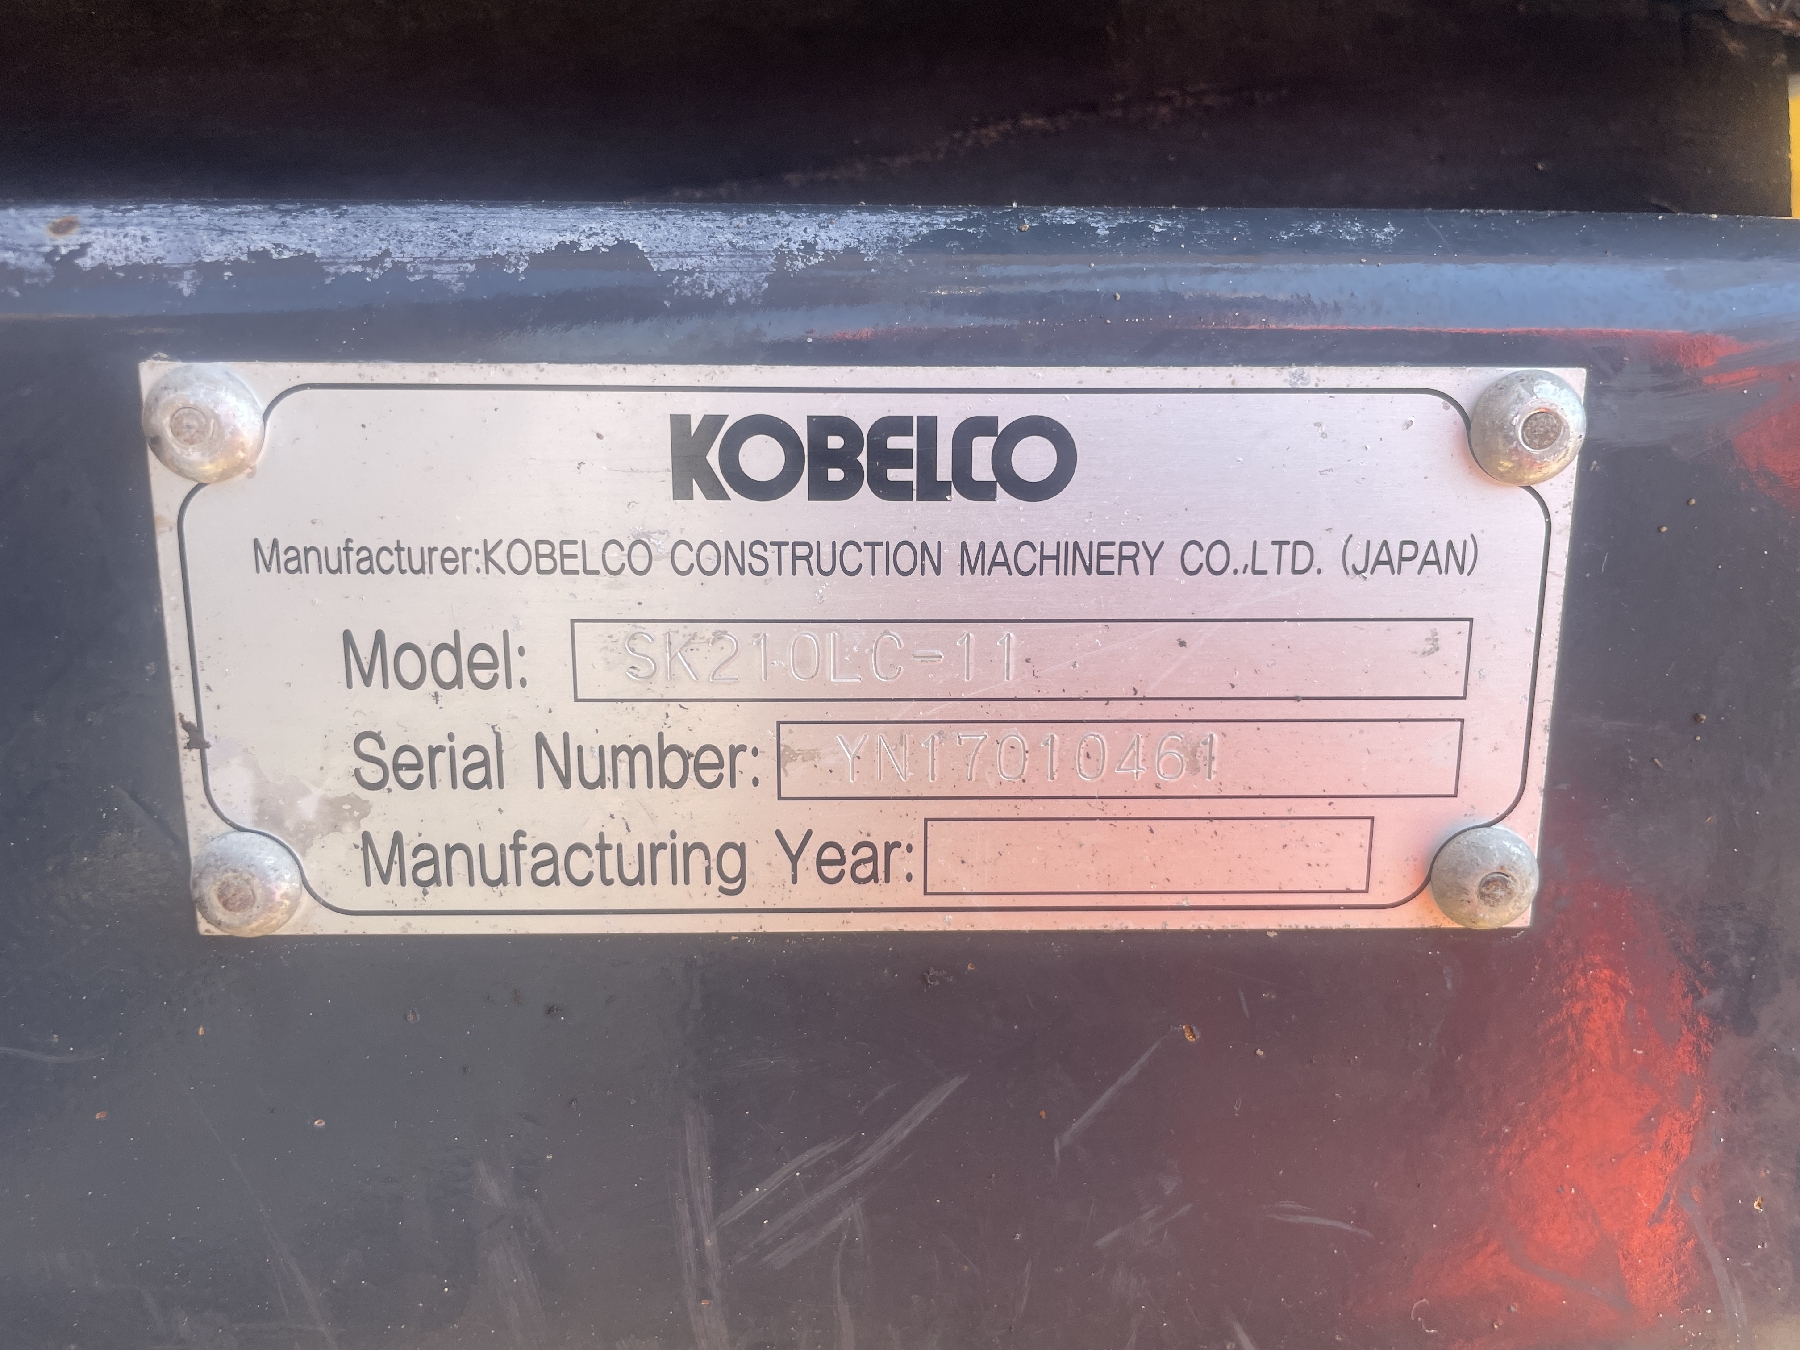 KOBELCO
Manufacturer:KOBELCO CONSTRUCTION MACHINERY CO.,LTD. (JAPAN)
Model: SK210LC-11
Serial Number: YN17010461
Manufacturing Year: